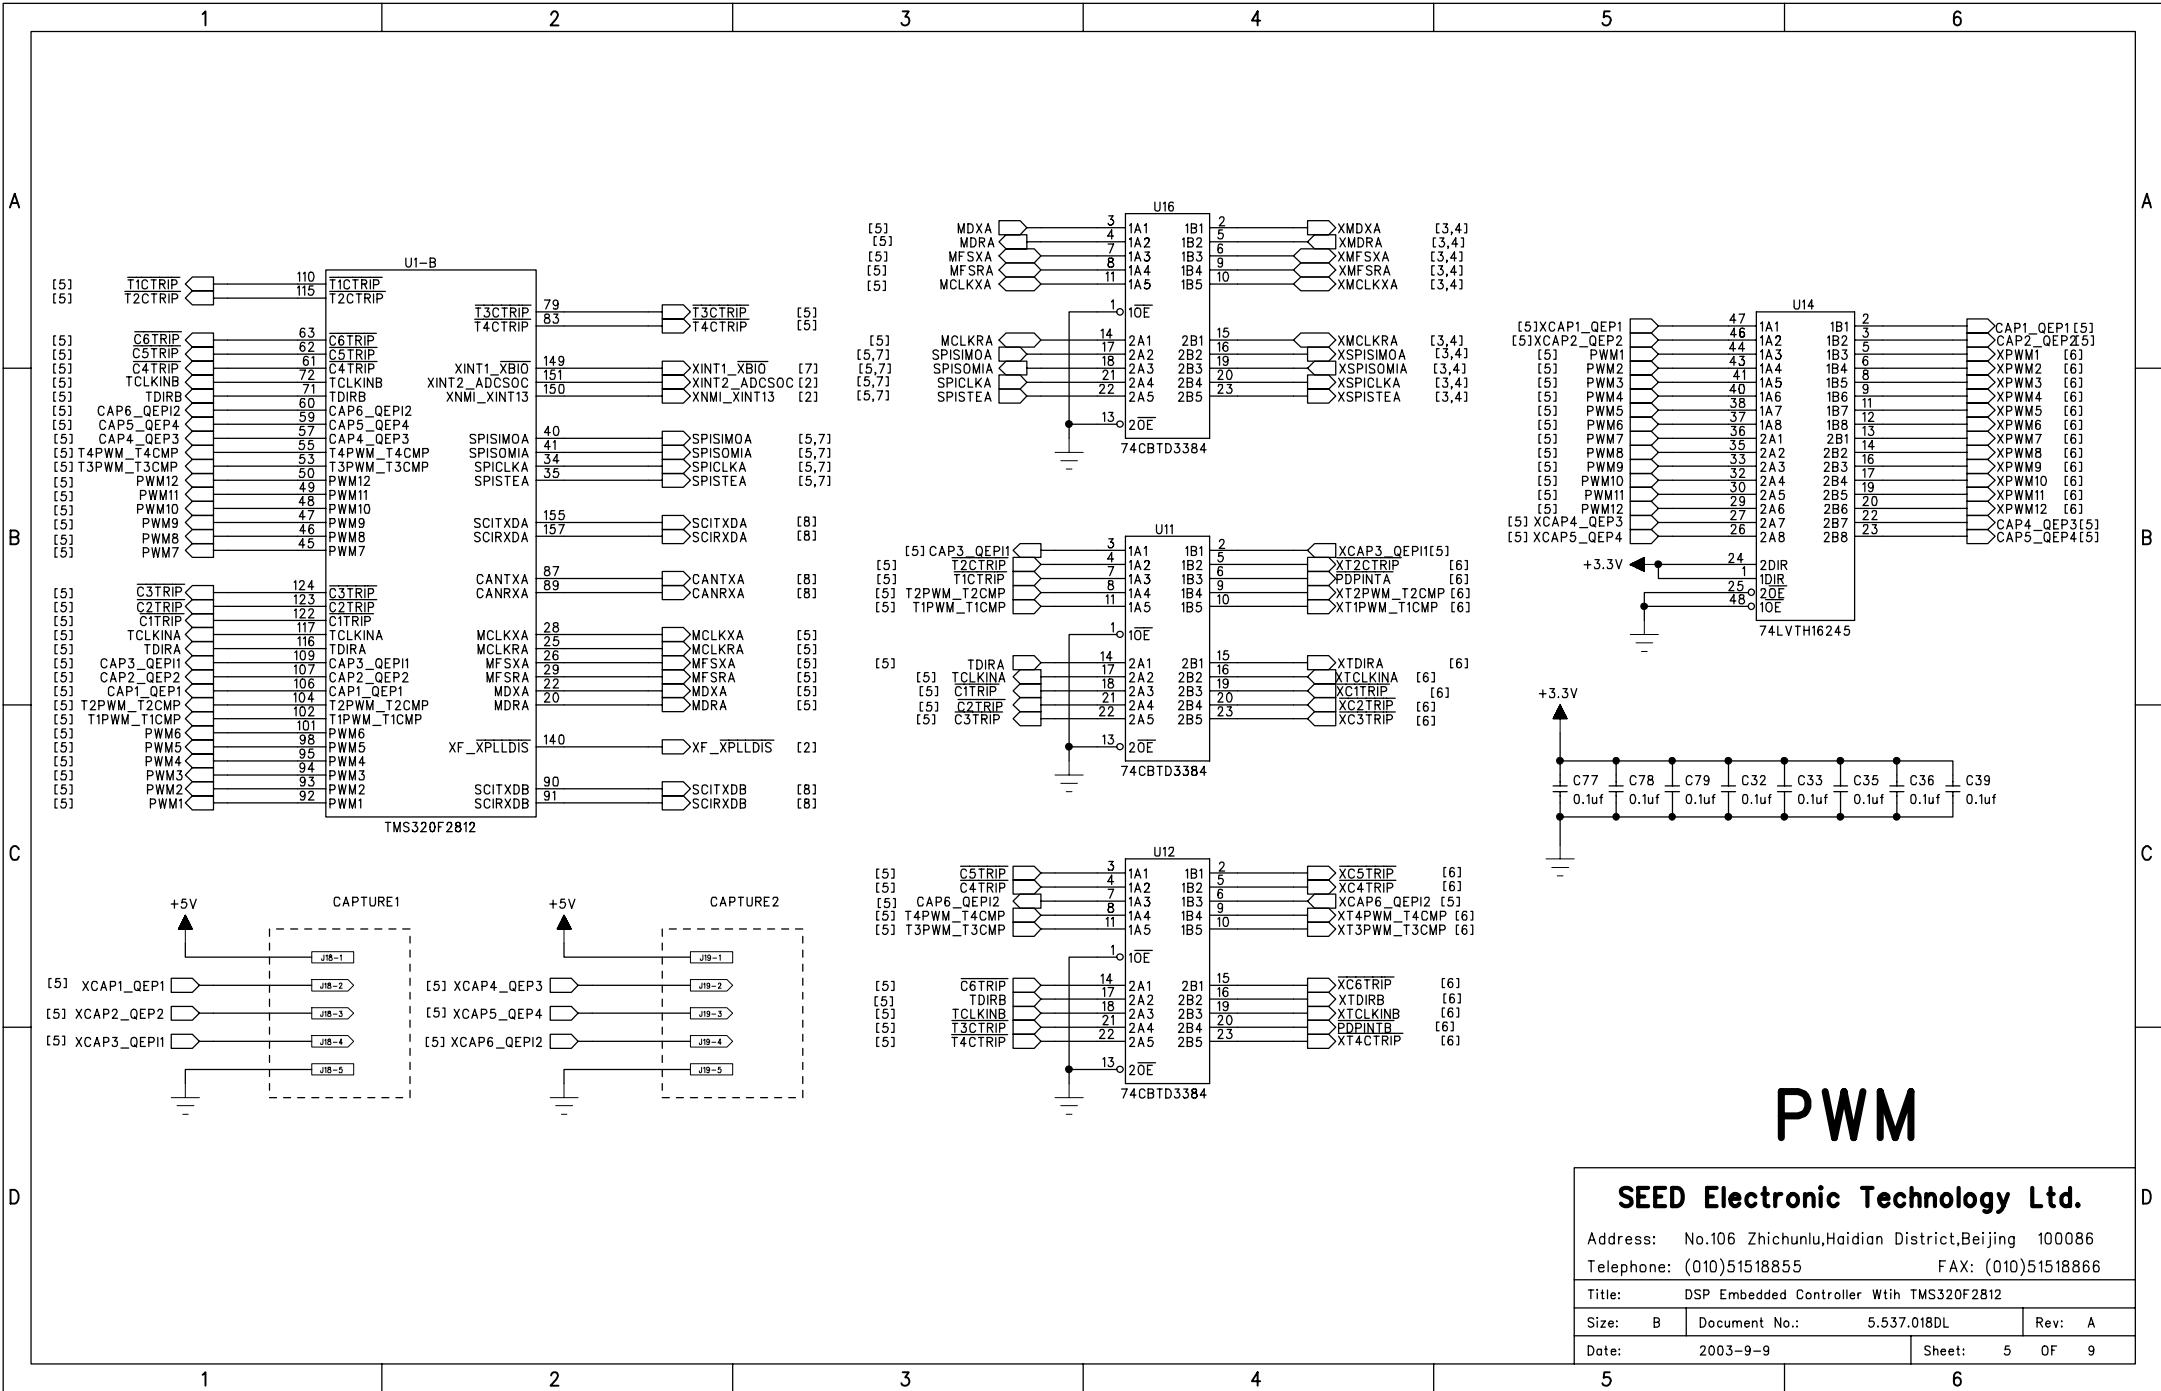 1 2 3 4 5 6
A A
B B
C C
D D
U1-B
[5] T1CTRIP 110 T1CTRIP
[5] T2CTRIP 115 T2CTRIP
[5] C6TRIP 63 C6TRIP
[5] C5TRIP 62 C5TRIP
[5] C4TRIP 61 C4TRIP
[5] TCLKINB 72 TCLKINB
[5] TDIRB 71 TDIRB
[5] CAP6_QEPI2 60 CAP6_QEPI2
[5] CAP5_QEP4 59 CAP5_QEP4
[5] CAP4_QEP3 57 CAP4_QEP3
[5] T4PWM_T4CMP 55 T4PWM_T4CMP
[5] T3PWM_T3CMP 53 T3PWM_T3CMP
[5] PWM12 50 PWM12
[5] PWM11 49 PWM11
[5] PWM10 48 PWM10
[5] PWM9 47 PWM9
[5] PWM8 46 PWM8
[5] PWM7 45 PWM7
[5] C3TRIP 124 C3TRIP
[5] C2TRIP 123 C2TRIP
[5] C1TRIP 122 C1TRIP
[5] TCLKINA 117 TCLKINA
[5] TDIRA 116 TDIRA
[5] CAP3_QEPI1 109 CAP3_QEPI1
[5] CAP2_QEP2 107 CAP2_QEP2
[5] CAP1_QEP1 106 CAP1_QEP1
[5] T2PWM_T2CMP 104 T2PWM_T2CMP
[5] T1PWM_T1CMP 102 T1PWM_T1CMP
[5] PWM6 101 PWM6
[5] PWM5 98 PWM5
[5] PWM4 95 PWM4
[5] PWM3 94 PWM3
[5] PWM2 93 PWM2
[5] PWM1 92 PWM1
T3CTRIP 79 T3CTRIP [5]
T4CTRIP 83 T4CTRIP [5]
XINT1_XBIO 149 XINT1_XBIO [7]
XINT2_ADCSOC 151 XINT2_ADCSOC [2]
XNMI_XINT13 150 XNMI_XINT13 [2]
SPISIMOA 40 SPISIMOA [5,7]
SPISOMIA 41 SPISOMIA [5,7]
SPICLKA 34 SPICLKA [5,7]
SPISTEA 35 SPISTEA [5,7]
SCITXDA 155 SCITXDA [8]
SCIRXDA 157 SCIRXDA [8]
CANTXA 87 CANTXA [8]
CANRXA 89 CANRXA [8]
MCLKXA 28 MCLKXA [5]
MCLKRA 25 MCLKRA [5]
MFSXA 26 MFSXA [5]
MFSRA 29 MFSRA [5]
MDXA 22 MDXA [5]
MDRA 20 MDRA [5]
XF_XPLLDIS 140 XF_XPLLDIS [2]
SCITXDB 90 SCITXDB [8]
SCIRXDB 91 SCIRXDB [8]
TMS320F2812
+5V CAPTURE1
J18-1
[5] XCAP1_QEP1 J18-2
[5] XCAP2_QEP2 J18-3
[5] XCAP3_QEPI1 J18-4
J18-5
+5V CAPTURE2
J19-1
[5] XCAP4_QEP3 J19-2
[5] XCAP5_QEP4 J19-3
[5] XCAP6_QEPI2 J19-4
J19-5
U16
[5] MDXA 3 1A1 1B1 2 XMDXA [3,4]
[5] MDRA 4 1A2 1B2 5 XMDRA [3,4]
[5] MFSXA 7 1A3 1B3 6 XMFSXA [3,4]
[5] MFSRA 8 1A4 1B4 9 XMFSRA [3,4]
[5] MCLKXA 11 1A5 1B5 10 XMCLKXA [3,4]
1 1OE
[5] MCLKRA 14 2A1 2B1 15 XMCLKRA [3,4]
[5,7] SPISIMOA 17 2A2 2B2 16 XSPISIMOA [3,4]
[5,7] SPISOMIA 18 2A3 2B3 19 XSPISOMIA [3,4]
[5,7] SPICLKA 21 2A4 2B4 20 XSPICLKA [3,4]
[5,7] SPISTEA 22 2A5 2B5 23 XSPISTEA [3,4]
13 2OE
74CBTD3384
U11
[5] CAP3_QEPI1 3 1A1 1B1 2 XCAP3_QEPI1 [5]
[5] T2CTRIP 4 1A2 1B2 5 XT2CTRIP [6]
[5] T1CTRIP 7 1A3 1B3 6 PDPINTA [6]
[5] T2PWM_T2CMP 8 1A4 1B4 9 XT2PWM_T2CMP [6]
[5] T1PWM_T1CMP 11 1A5 1B5 10 XT1PWM_T1CMP [6]
1 1OE
[5] TDIRA 14 2A1 2B1 15 XTDIRA [6]
[5] TCLKINA 17 2A2 2B2 16 XTCLKINA [6]
[5] C1TRIP 18 2A3 2B3 19 XC1TRIP [6]
[5] C2TRIP 21 2A4 2B4 20 XC2TRIP [6]
[5] C3TRIP 22 2A5 2B5 23 XC3TRIP [6]
13 2OE
74CBTD3384
U12
[5] C5TRIP 3 1A1 1B1 2 XC5TRIP [6]
[5] C4TRIP 4 1A2 1B2 5 XC4TRIP [6]
[5] CAP6_QEPI2 7 1A3 1B3 6 XCAP6_QEPI2 [5]
[5] T4PWM_T4CMP 8 1A4 1B4 9 XT4PWM_T4CMP [6]
[5] T3PWM_T3CMP 11 1A5 1B5 10 XT3PWM_T3CMP [6]
1 1OE
[5] C6TRIP 14 2A1 2B1 15 XC6TRIP [6]
[5] TDIRB 17 2A2 2B2 16 XTDIRB [6]
[5] TCLKINB 18 2A3 2B3 19 XTCLKINB [6]
[5] T3CTRIP 21 2A4 2B4 20 PDPINTB [6]
[5] T4CTRIP 22 2A5 2B5 23 XT4CTRIP [6]
13 2OE
74CBTD3384
U14
[5] XCAP1_QEP1 47 1A1 1B1 2 CAP1_QEP1 [5]
[5] XCAP2_QEP2 46 1A2 1B2 3 CAP2_QEP2 [5]
[5] PWM1 44 1A3 1B3 5 XPWM1 [6]
[5] PWM2 43 1A4 1B4 6 XPWM2 [6]
[5] PWM3 41 1A5 1B5 8 XPWM3 [6]
[5] PWM4 40 1A6 1B6 9 XPWM4 [6]
[5] PWM5 38 1A7 1B7 11 XPWM5 [6]
[5] PWM6 37 1A8 1B8 12 XPWM6 [6]
[5] PWM7 36 2A1 2B1 13 XPWM7 [6]
[5] PWM8 35 2A2 2B2 14 XPWM8 [6]
[5] PWM9 33 2A3 2B3 16 XPWM9 [6]
[5] PWM10 32 2A4 2B4 17 XPWM10 [6]
[5] PWM11 30 2A5 2B5 19 XPWM11 [6]
[5] PWM12 29 2A6 2B6 20 XPWM12 [6]
[5] XCAP4_QEP3 27 2A7 2B7 22 CAP4_QEP3 [5]
[5] XCAP5_QEP4 26 2A8 2B8 23 CAP5_QEP4 [5]
+3.3V 24 2DIR
1 1DIR
25 2OE
48 1OE
74LVTH16245
+3.3V
C77 C78 C79 C32 C33 C35 C36 C39
0.1uf 0.1uf 0.1uf 0.1uf 0.1uf 0.1uf 0.1uf 0.1uf
PWM
SEED Electronic Technology Ltd.
Address: No.106 Zhichunlu,Haidian District,Beijing 100086
Telephone: (010)51518855 FAX: (010)51518866
Title: DSP Embedded Controller Wtih TMS320F2812
Size: B Document No.: 5.537.018DL Rev: A
Date: 2003-9-9 Sheet: 5 OF 9
1 2 3 4 5 6